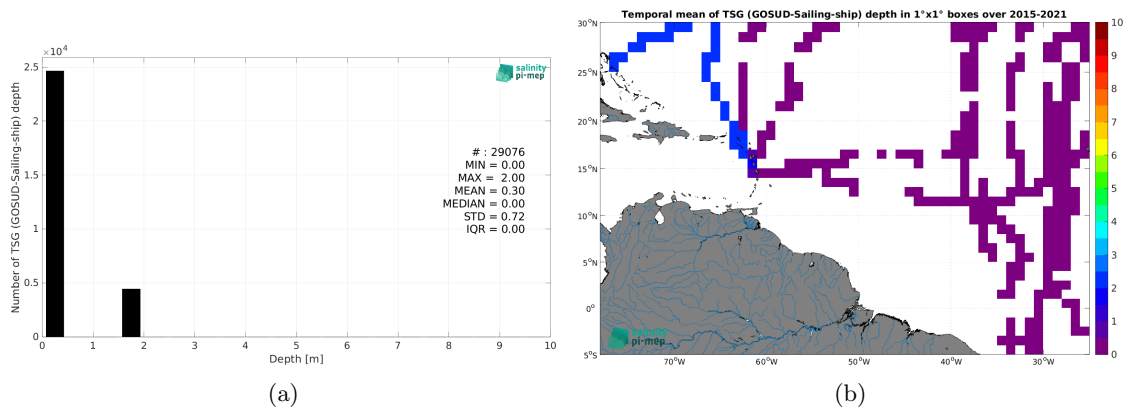 ×10⁴
2.5
2
1.5
1
0.5
0
0 1 2 3 4 5 6 7 8 9 10
Number of TSG (GOSUD-Sailing-ship) depth
Depth [m]
salinity
pi-mep
# : 29076
MIN = 0.00
MAX = 2.00
MEAN = 0.30
MEDIAN = 0.00
STD = 0.72
IQR = 0.00
(a)
Temporal mean of TSG (GOSUD-Sailing-ship) depth in 1°x1° boxes over 2015-2021
30°N
25°N
20°N
15°N
10°N
5°N
0°
5°S
70°W 60°W 50°W 40°W 30°W
salinity
pi-mep
10
9
8
7
6
5
4
3
2
1
0
(b)